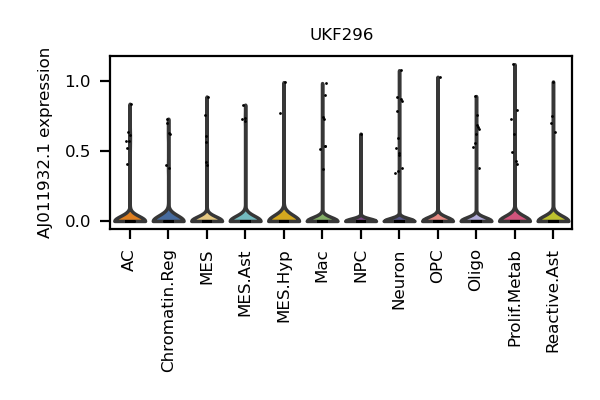 UKF296
AJ011932.1 expression
1.0
0.5
0.0
AC
Chromatin.Reg
MES
MES.Ast
MES.Hyp
Mac
NPC
Neuron
OPC
Oligo
Prolif.Metab
Reactive.Ast